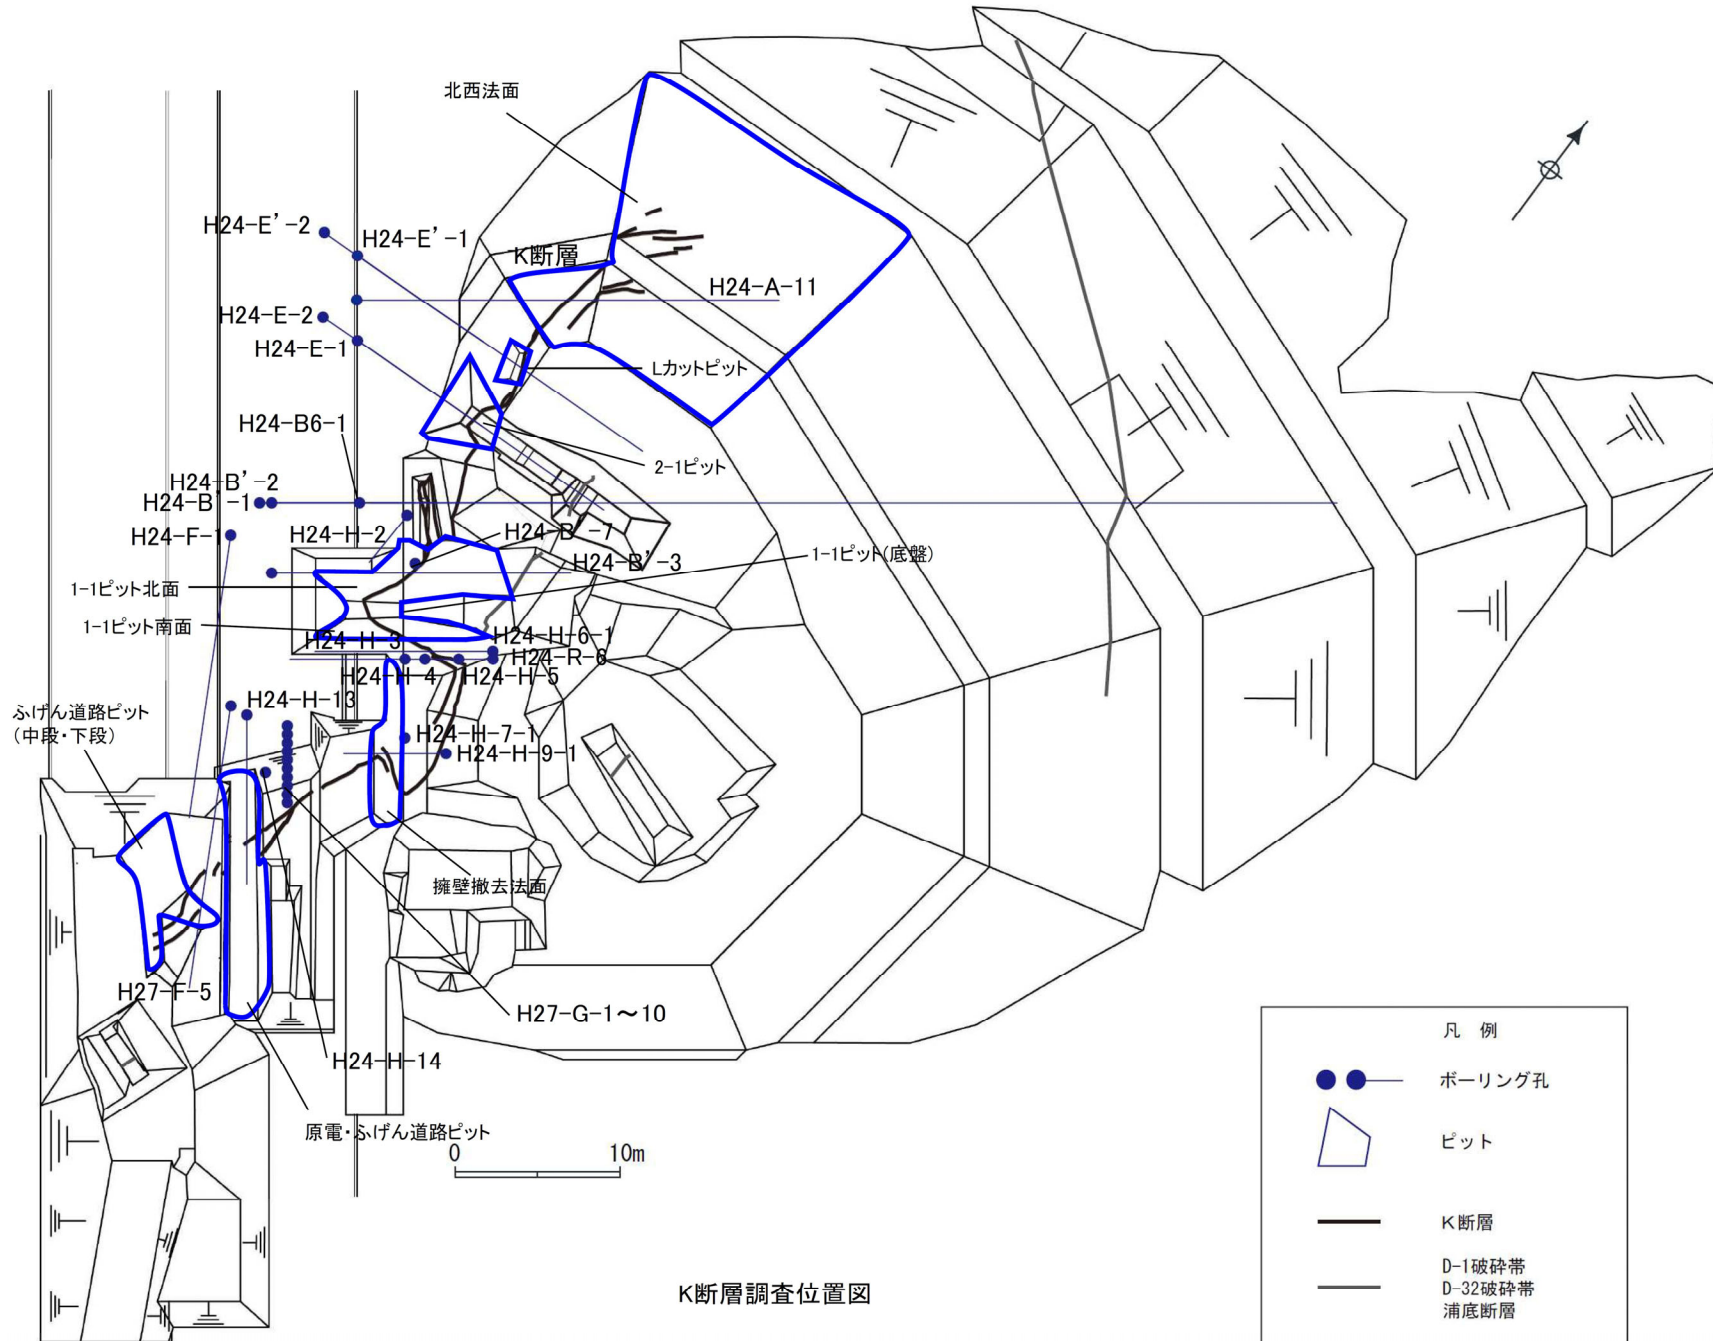 北西法面
H24-E’-2
H24-E’-1
K断層
H24-A-11
H24-E-2
H24-E-1
Lカットピット
H24-B6-1
2-1ピット
H24-B’-2
H24-B’-1
H24-F-1
H24-H-2
H24-B’-7
H24-B’-3
1-1ピット(底盤)
1-1ピット北面
1-1ピット南面
H24-H-3
H24-H-6-1
H24-R-6
H24-H-4
H24-H-5
H24-H-13
ふげん道路ピット
(中段・下段)
H24-H-7-1
H24-H-9-1
擁壁撤去法面
H27-F-5
H27-G-1～10
H24-H-14
原電・ふげん道路ピット
0 10m
凡 例
ボーリング孔
ピット
K断層
D-1破砕帯
D-32破砕帯
浦底断層
K断層調査位置図